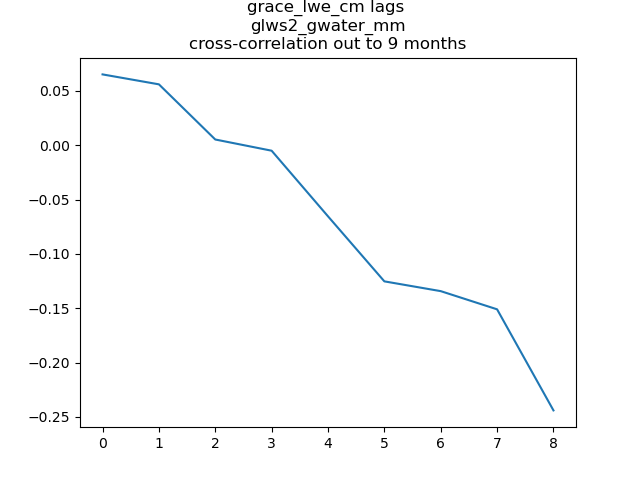 grace_lwe_cm lags
glws2_gwater_mm
cross-correlation out to 9 months
0.05
0.00
−0.05
−0.10
−0.15
−0.20
−0.25
0 1 2 3 4 5 6 7 8